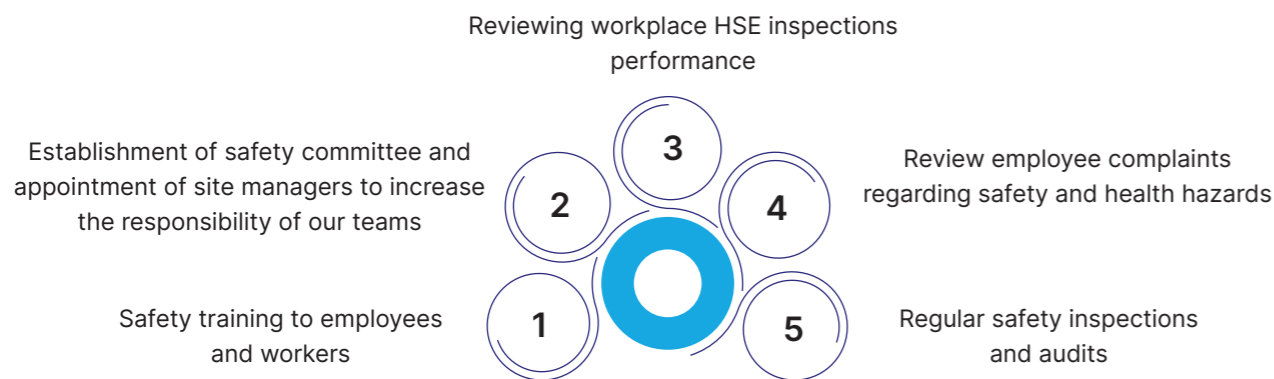 Reviewing workplace HSE inspections
performance
3
Establishment of safety committee and
appointment of site managers to increase
the responsibility of our teams
2
4
Review employee complaints
regarding safety and health hazards
Safety training to employees
and workers
1
5
Regular safety inspections
and audits